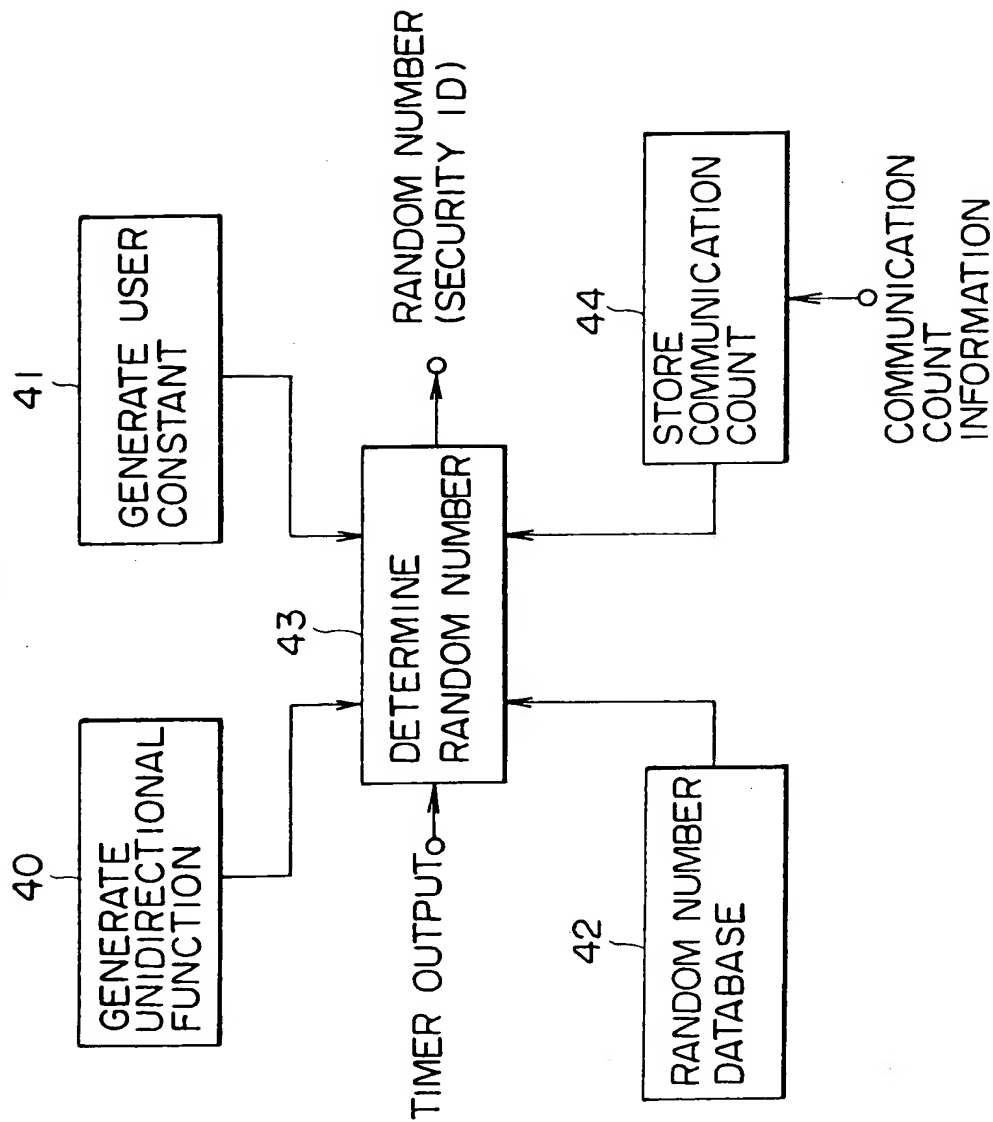 40
GENERATE
UNIDIRECTIONAL
FUNCTION
41
GENERATE USER
CONSTANT
43
TIMER OUTPUT
DETERMINE
RANDOM NUMBER
RANDOM NUMBER
(SECURITY ID)
42
RANDOM NUMBER
DATABASE
44
STORE
COMMUNICATION
COUNT
COMMUNICATION
COUNT
INFORMATION